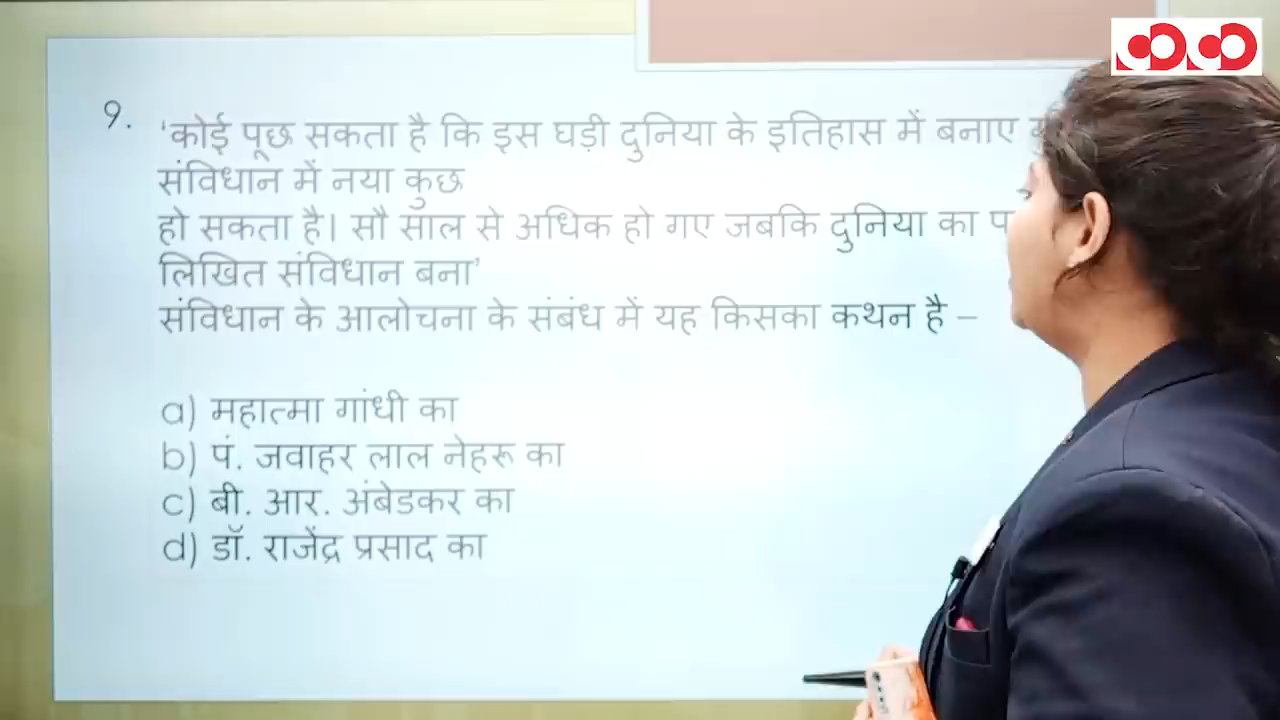 9. 'कोई पूछ सकता है कि इस घड़ी दुनिया के इतिहास में बनाए
संविधान में नया कुछ
हो सकता है। सौ साल से अधिक हो गए जबकि दुनिया का
लिखित संविधान बना'
संविधान के आलोचना के संबंध में यह किसका कथन है –
a) महात्मा गांधी का
b) पं. जवाहर लाल नेहरू का
c) बी. आर. अंबेडकर का
d) डॉ. राजेंद्र प्रसाद का